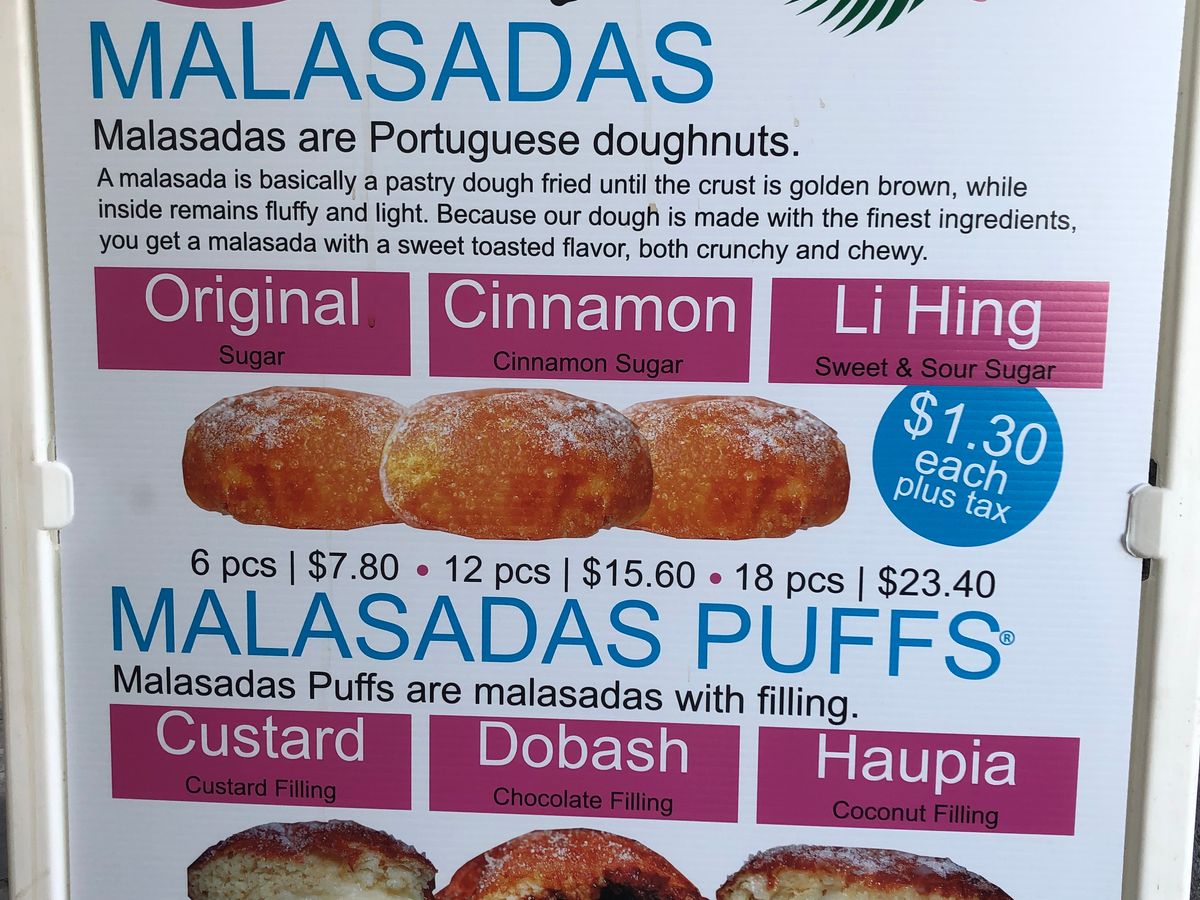 MALASADAS
Malasadas are Portuguese doughnuts.
A malasada is basically a pastry dough fried until the crust is golden brown, while
inside remains fluffy and light. Because our dough is made with the finest ingredients,
you get a malasada with a sweet toasted flavor, both crunchy and chewy.
Original
Sugar
Cinnamon
Cinnamon Sugar
Li Hing
Sweet & Sour Sugar
$1.30
each
plus tax
6 pcs | $7.80 • 12 pcs | $15.60 • 18 pcs | $23.40
MALASADAS PUFFS®
Malasadas Puffs are malasadas with filling.
Custard
Custard Filling
Dobash
Chocolate Filling
Haupia
Coconut Filling